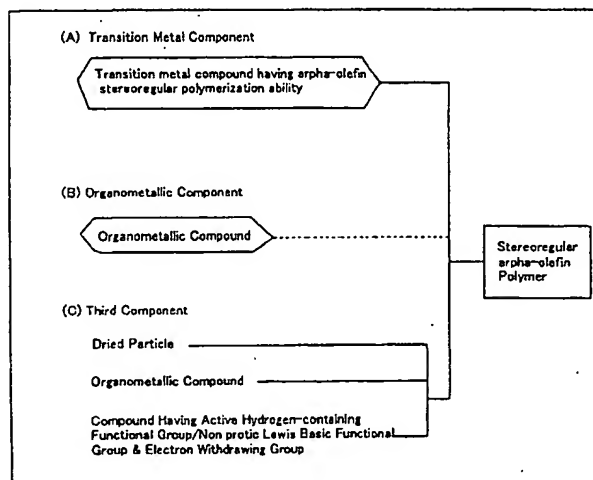 (A) Transition Metal Component
Transition metal compound having arpha-olefin
stereoregular polymerization ability
(B) Organometallic Component
Organometallic Compound
Stereoregular
arpha-olefin
Polymer
(C) Third Component
Dried Particle
Organometallic Compound
Compound Having Active Hydrogen-containing
Functional Group/Non protic Lewis Basic Functional
Group & Electron Withdrawing Group